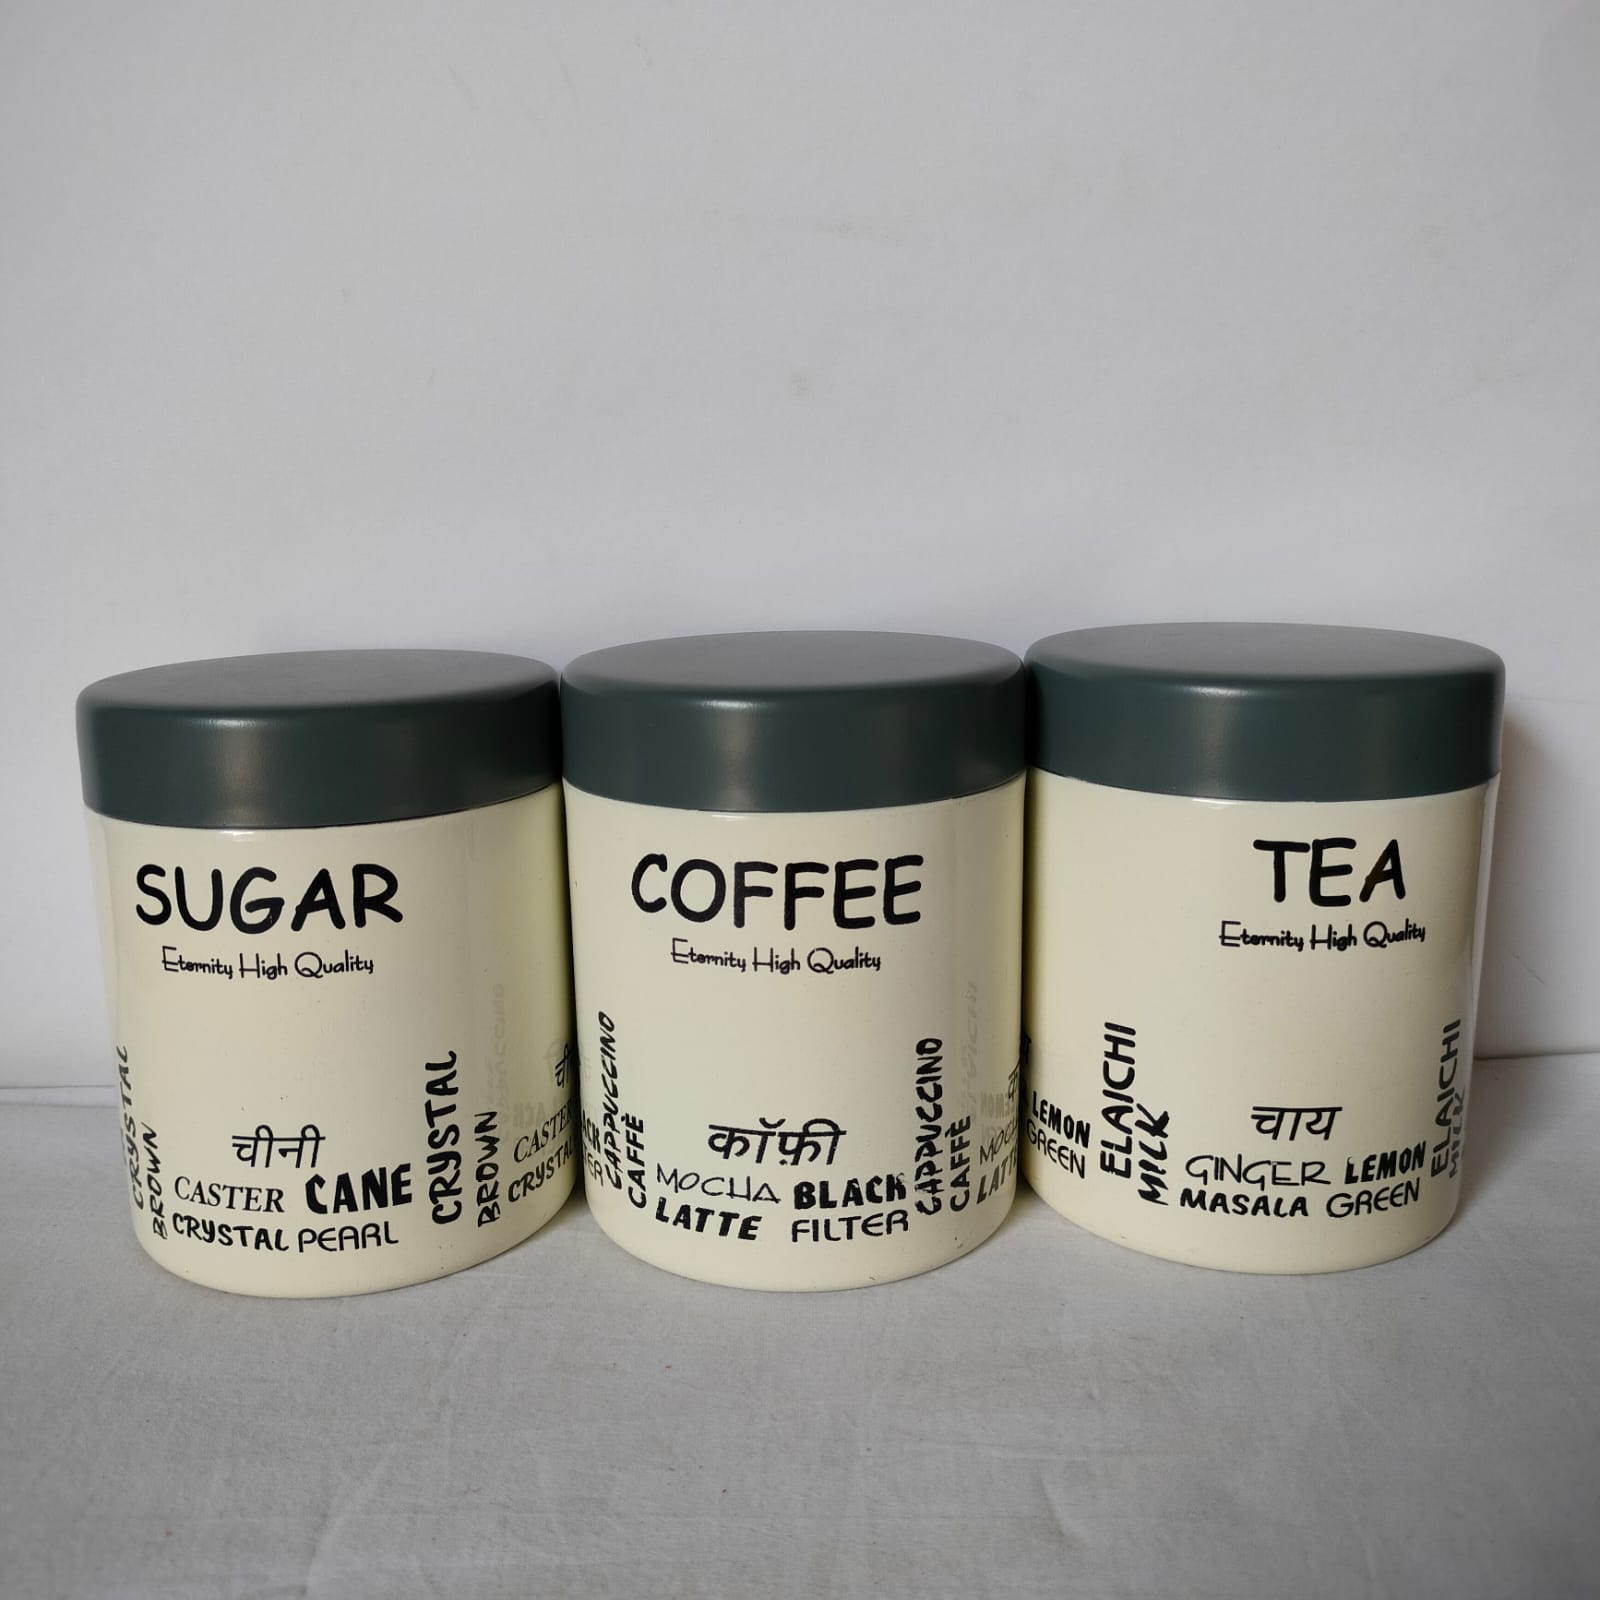 SUGAR
Eternity High Quality
CRYSTAL
BROWN
चीनी
CASTER CANE
CRYSTAL PEARL
CRYSTAL
BROWN
CASTER
CRYSTAL
COFFEE
Eternity High Quality
CAPPUCCINO
CAFFÈ
कॉफ़ी
MOCHA BLACK
LATTE FILTER
CAPPUCCINO
CAFFÈ
TEA
Eternity High Quality
LEMON
GREEN
ELAICHI
MILK
चाय
GINGER LEMON
MASALA GREEN
ELAICHI
MILK